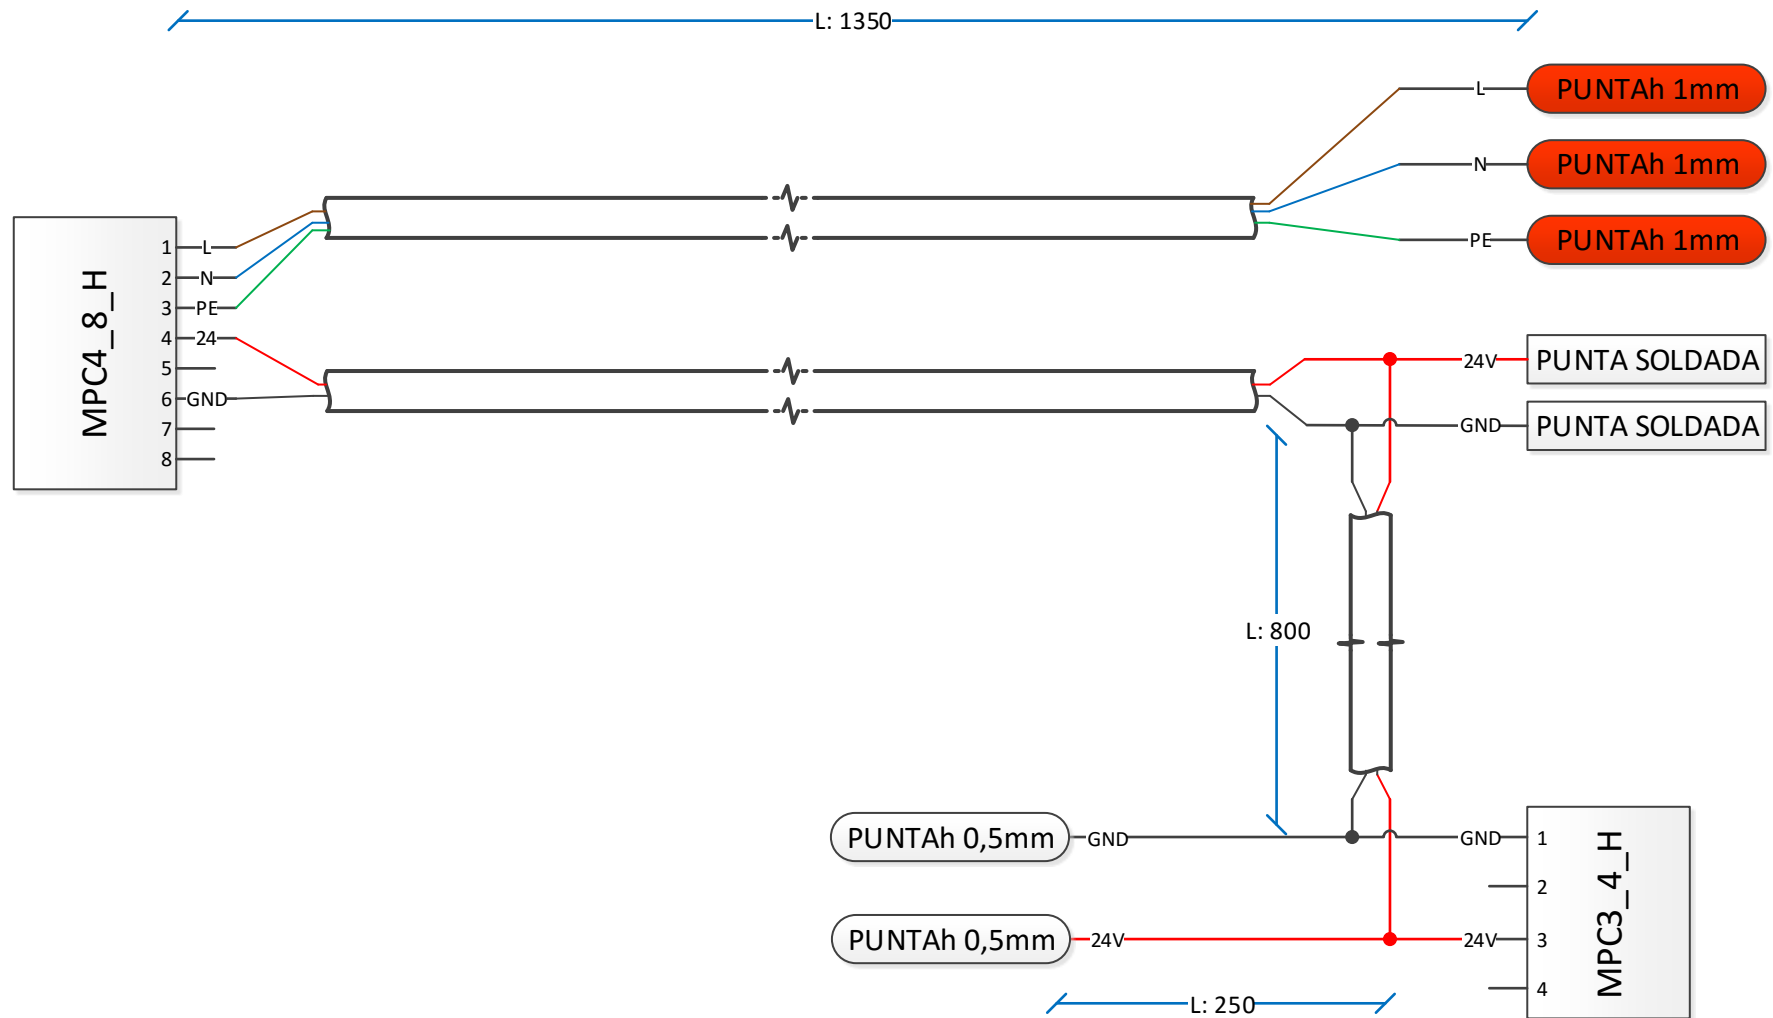 L: 1350
L
PUNTAh 1mm
N
PUNTAh 1mm
PE
PUNTAh 1mm
MPC4_8_H
1
L
2
N
3
PE
4
24
5
6
GND
7
8
24V
PUNTA SOLDADA
GND
PUNTA SOLDADA
L: 800
PUNTAh 0,5mm
GND
GND
1
2
PUNTAh 0,5mm
24V
24V
3
4
MPC3_4_H
L: 250